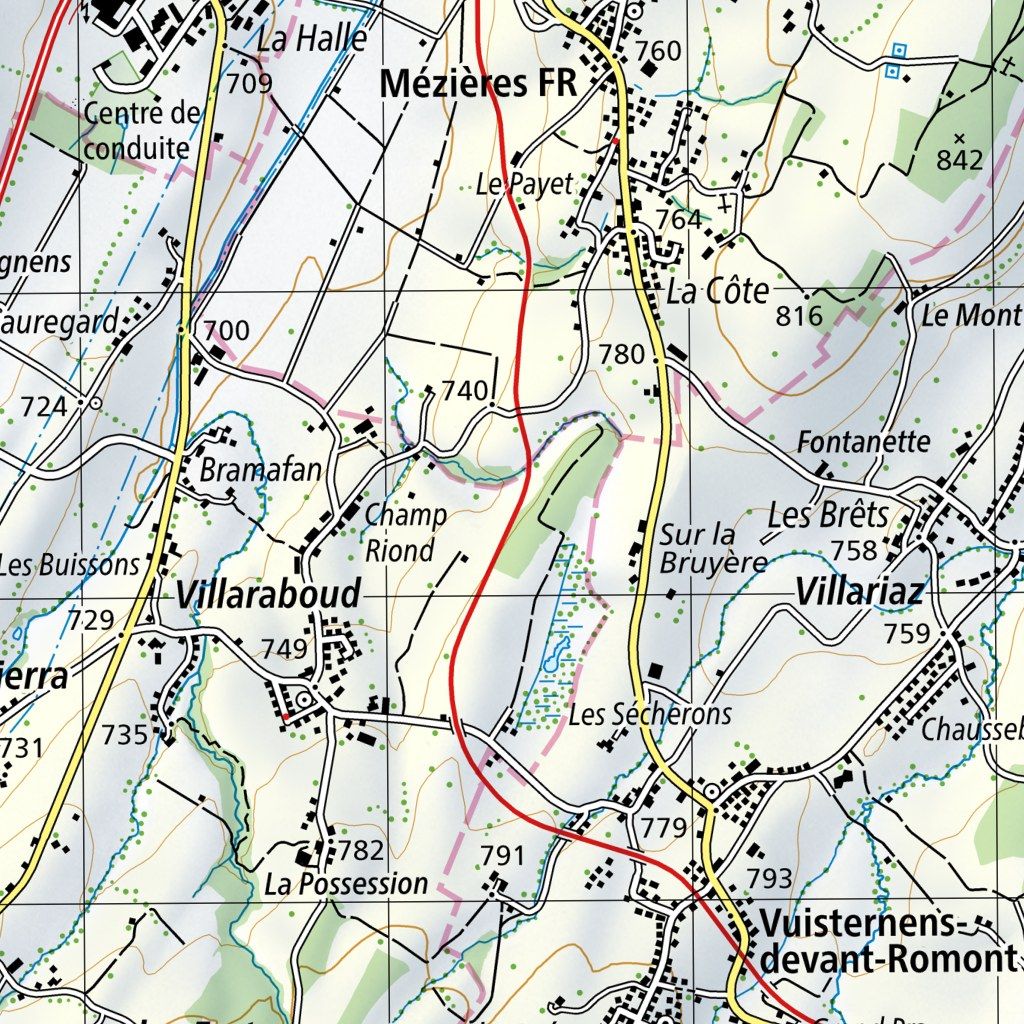 La Halle
760
Mézières FR
709
Centre de
conduite
842
Le Payet
764
gnens
La Côte
816
Le Mont
auregard
700
780
740
724
Fontanette
Bramafan
Champ
Riond
Les Brêts
Sur la
Bruyère
758
Les Buissons
Villaraboud
Villariaz
729
759
749
ierra
Les Sécherons
735
731
Chausseb
779
782
791
La Possession
793
Vuisternens-
devant-Romont